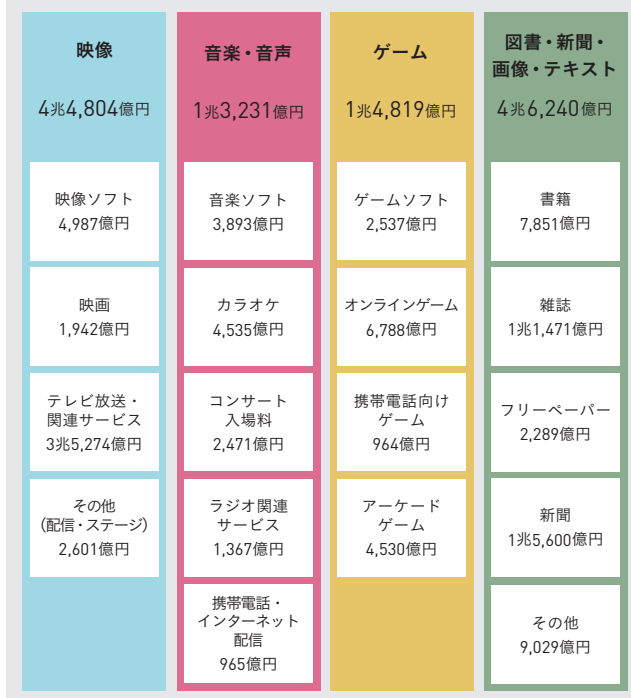 映像
4兆4,804億円
映像ソフト
4,987億円
映画
1,942億円
テレビ放送・
関連サービス
3兆5,274億円
その他
(配信・ステージ)
2,601億円
音楽・音声
1兆3,231億円
音楽ソフト
3,893億円
カラオケ
4,535億円
コンサート
入場料
2,471億円
ラジオ関連
サービス
1,367億円
携帯電話・
インターネット
配信
965億円
ゲーム
1兆4,819億円
ゲームソフト
2,537億円
オンラインゲーム
6,788億円
携帯電話向け
ゲーム
964億円
アーケード
ゲーム
4,530億円
図書・新聞・
画像・テキスト
4兆6,240億円
書籍
7,851億円
雑誌
1兆1,471億円
フリーペーパー
2,289億円
新聞
1兆5,600億円
その他
9,029億円